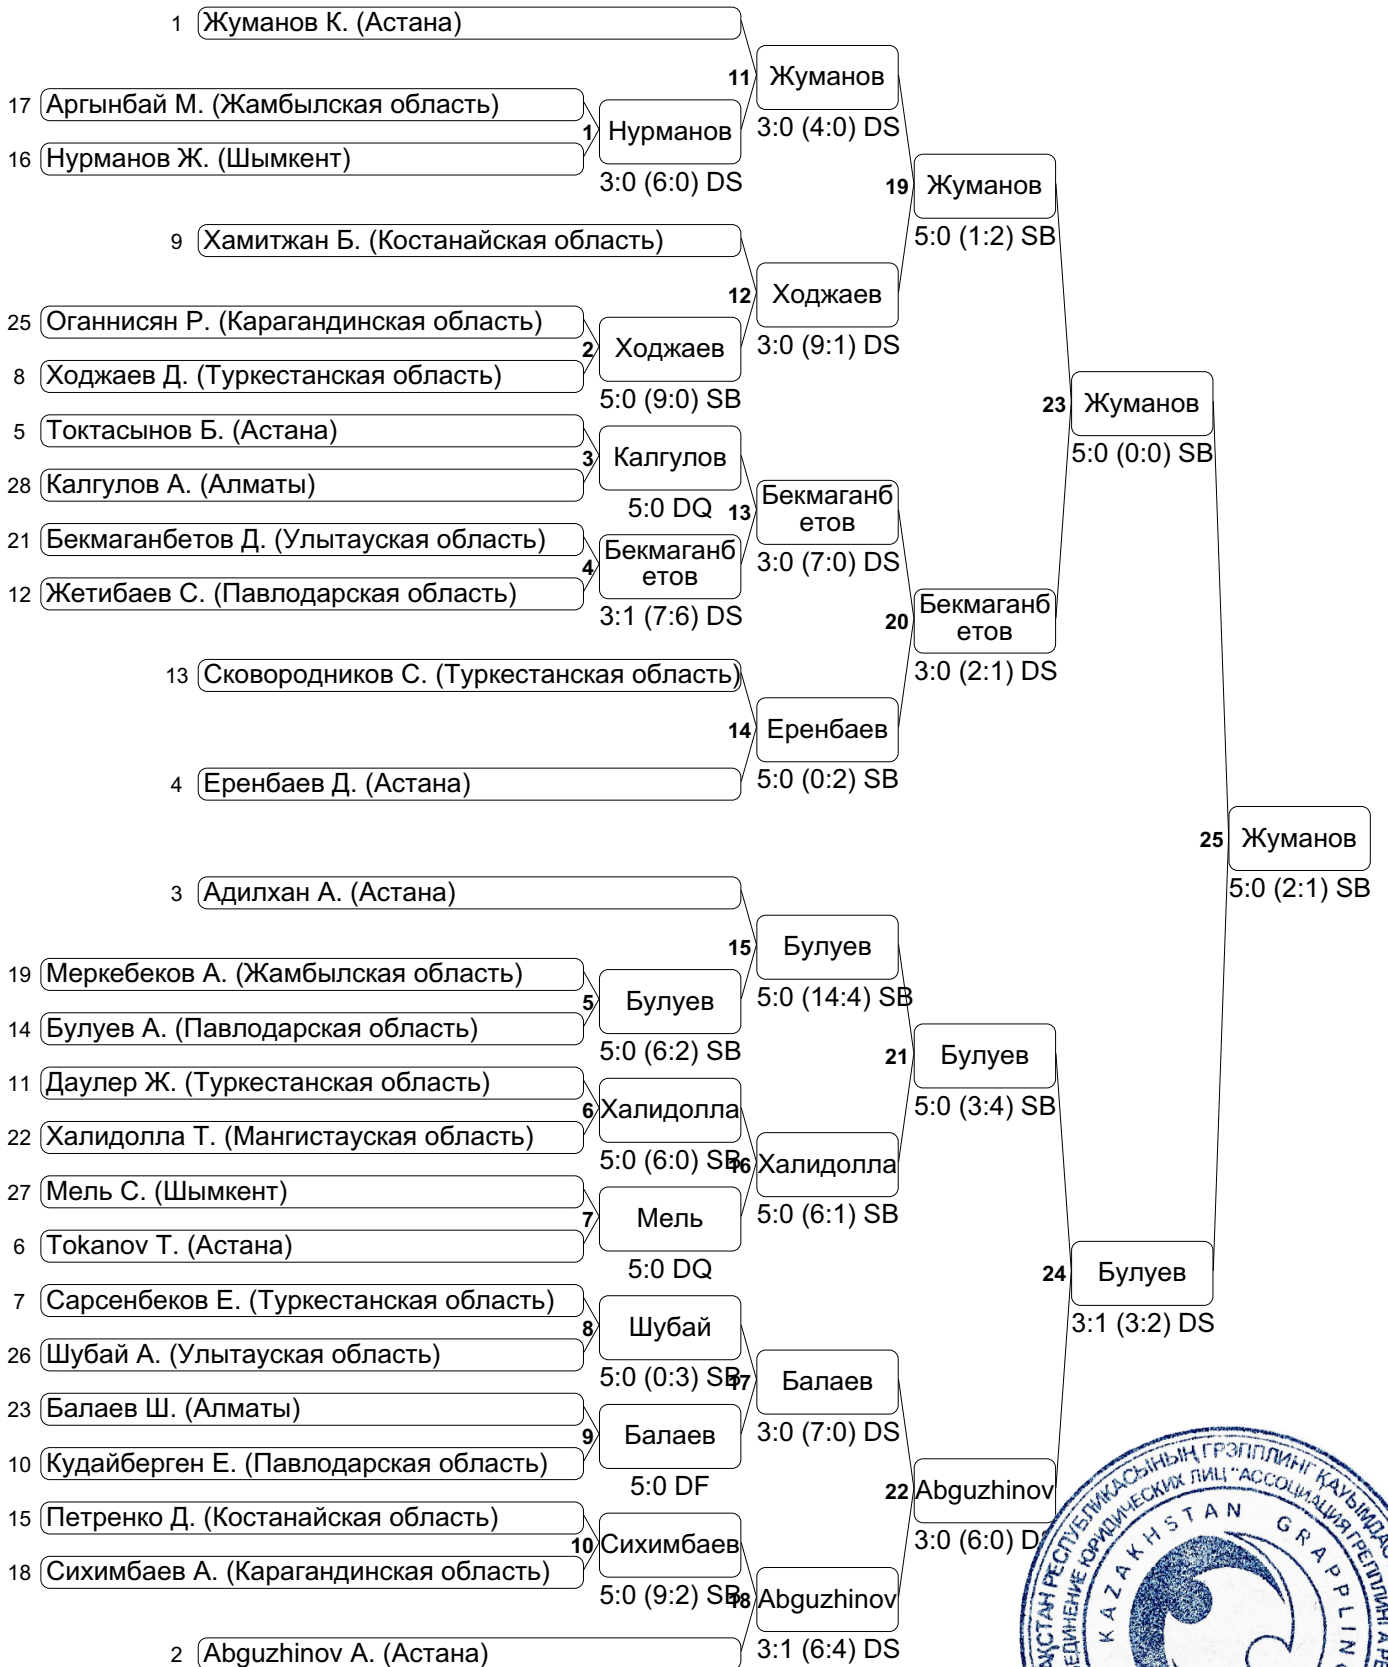 1 Жуманов К. (Астана)
11 Жуманов
17 Аргынбай М. (Жамбылская область)
3:0 (4:0) DS
1 Нурманов
16 Нурманов Ж. (Шымкент)
3:0 (6:0) DS
19 Жуманов
5:0 (1:2) SB
9 Хамитжан Б. (Костанайская область)
12 Ходжаев
25 Оганнисян Р. (Карагандинская область)
3:0 (9:1) DS
2 Ходжаев
8 Ходжаев Д. (Туркестанская область)
5:0 (9:0) SB
23 Жуманов
5:0 (0:0) SB
5 Токтасынов Б. (Астана)
3 Калгулов
28 Калгулов А. (Алматы)
5:0 DQ
13 Бекмаганб
етов
21 Бекмаганбетов Д. (Улытауская область)
3:0 (7:0) DS
4 Бекмаганб
етов
12 Жетибаев С. (Павлодарская область)
3:1 (7:6) DS
20 Бекмаганб
етов
3:0 (2:1) DS
13 Сковородников С. (Туркестанская область)
14 Еренбаев
4 Еренбаев Д. (Астана)
5:0 (0:2) SB
25 Жуманов
5:0 (2:1) SB
3 Адилхан А. (Астана)
15 Булуев
19 Меркебеков А. (Жамбылская область)
5:0 (14:4) SB
5 Булуев
14 Булуев А. (Павлодарская область)
5:0 (6:2) SB
21 Булуев
5:0 (3:4) SB
11 Даулер Ж. (Туркестанская область)
6 Халидолла
22 Халидолла Т. (Мангистауская область)
5:0 (6:0) SB
16 Халидолла
27 Мель С. (Шымкент)
5:0 (6:1) SB
7 Мель
6 Tokanov T. (Астана)
5:0 DQ
24 Булуев
3:1 (3:2) DS
7 Сарсенбеков Е. (Туркестанская область)
8 Шубай
26 Шубай А. (Улытауская область)
5:0 (0:3) SB
17 Балаев
23 Балаев Ш. (Алматы)
3:0 (7:0) DS
9 Балаев
10 Кудайберген Е. (Павлодарская область)
5:0 DF
22 Abguzhinov
3:0 (6:0) DS
15 Петренко Д. (Костанайская область)
10 Сихимбаев
18 Сихимбаев А. (Карагандинская область)
5:0 (9:2) SB
18 Abguzhinov
3:1 (6:4) DS
2 Abguzhinov A. (Астана)
KAZAKHSTAN GRAPPLING